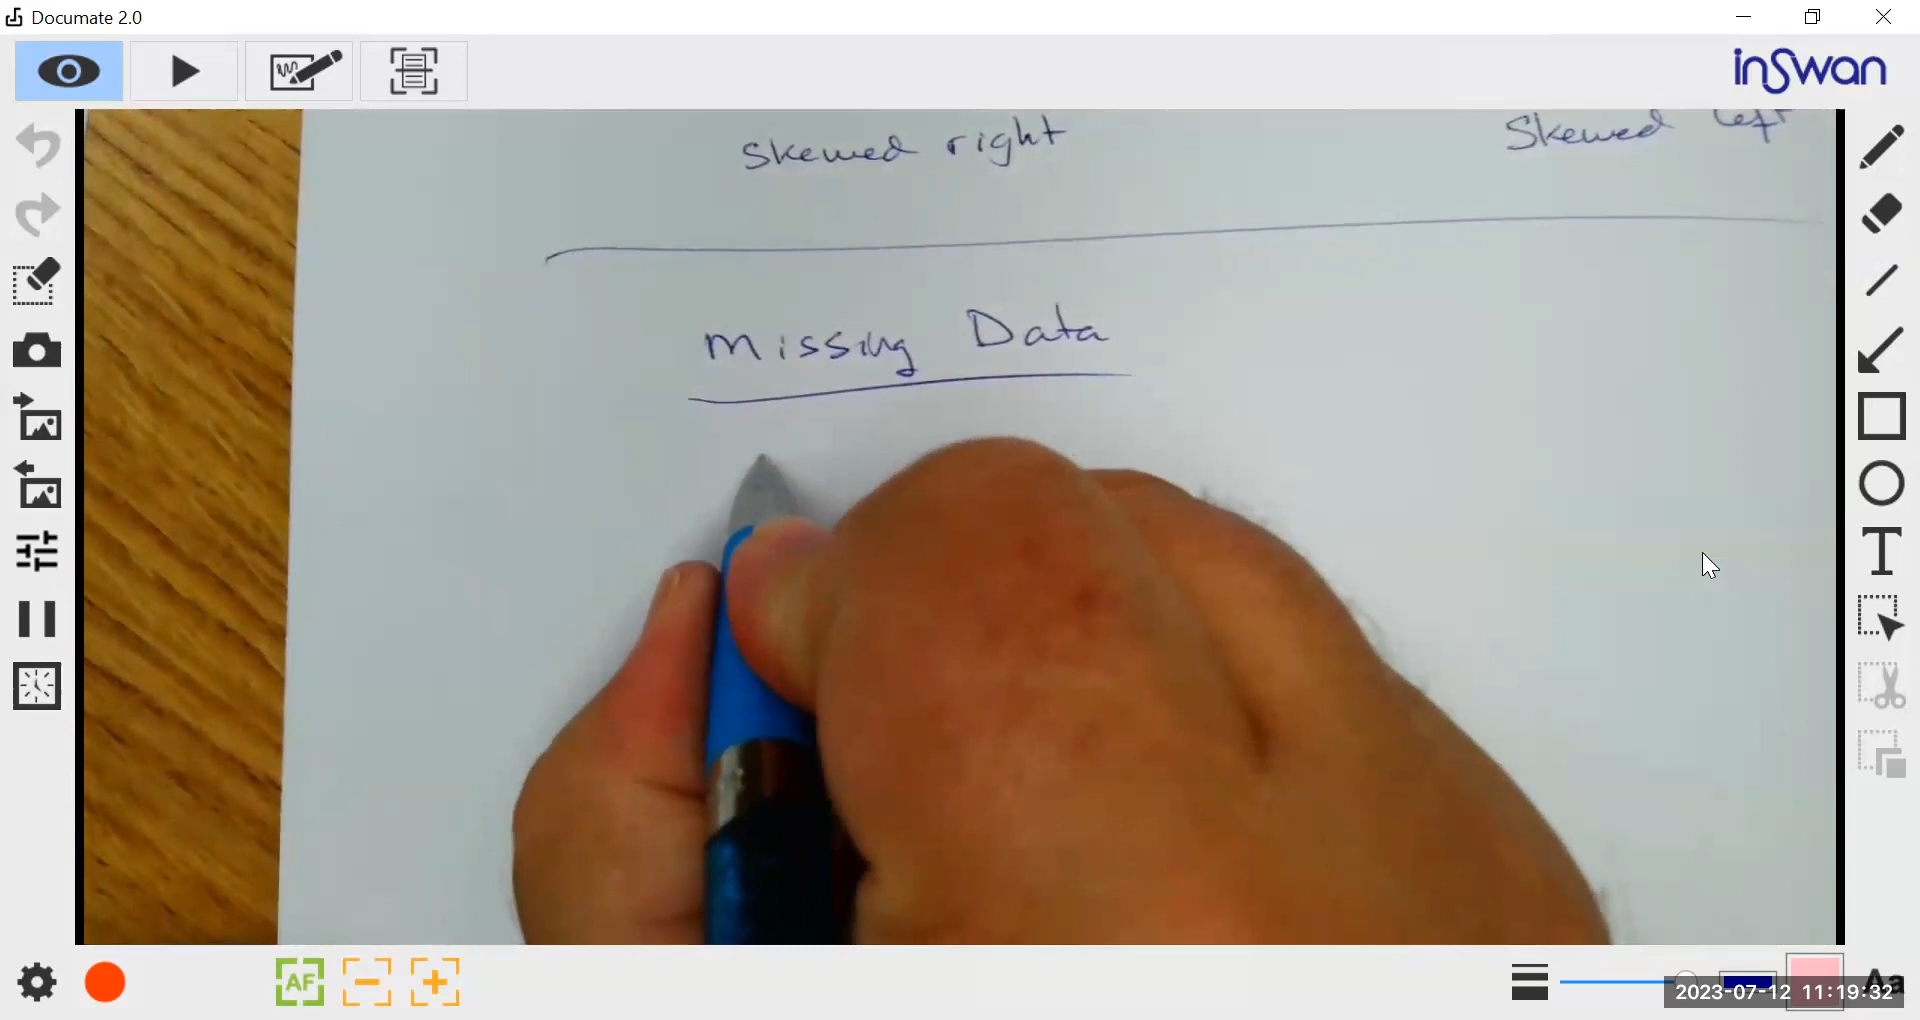 Documate 2.0
inSwan
skewed right
Skewed left
Missing Data
T
AF
Aa
2023-07-12 11:19:32